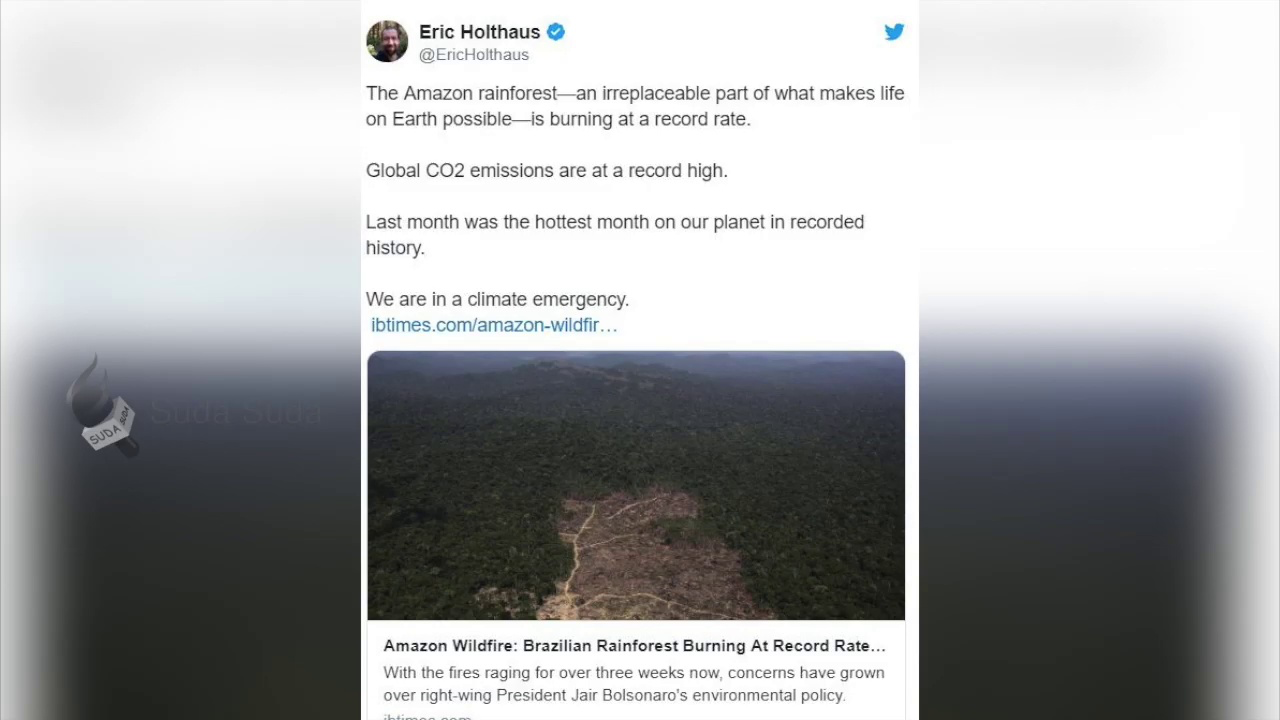 Eric Holthaus
@EricHolthaus
The Amazon rainforest—an irreplaceable part of what makes life
on Earth possible—is burning at a record rate.
Global CO2 emissions are at a record high.
Last month was the hottest month on our planet in recorded
history.
We are in a climate emergency.
ibtimes.com/amazon-wildfir…
SUDA SUDA
Suda Suda
Amazon Wildfire: Brazilian Rainforest Burning At Record Rate…
With the fires raging for over three weeks now, concerns have grown
over right-wing President Jair Bolsonaro's environmental policy.
ibtimes.com